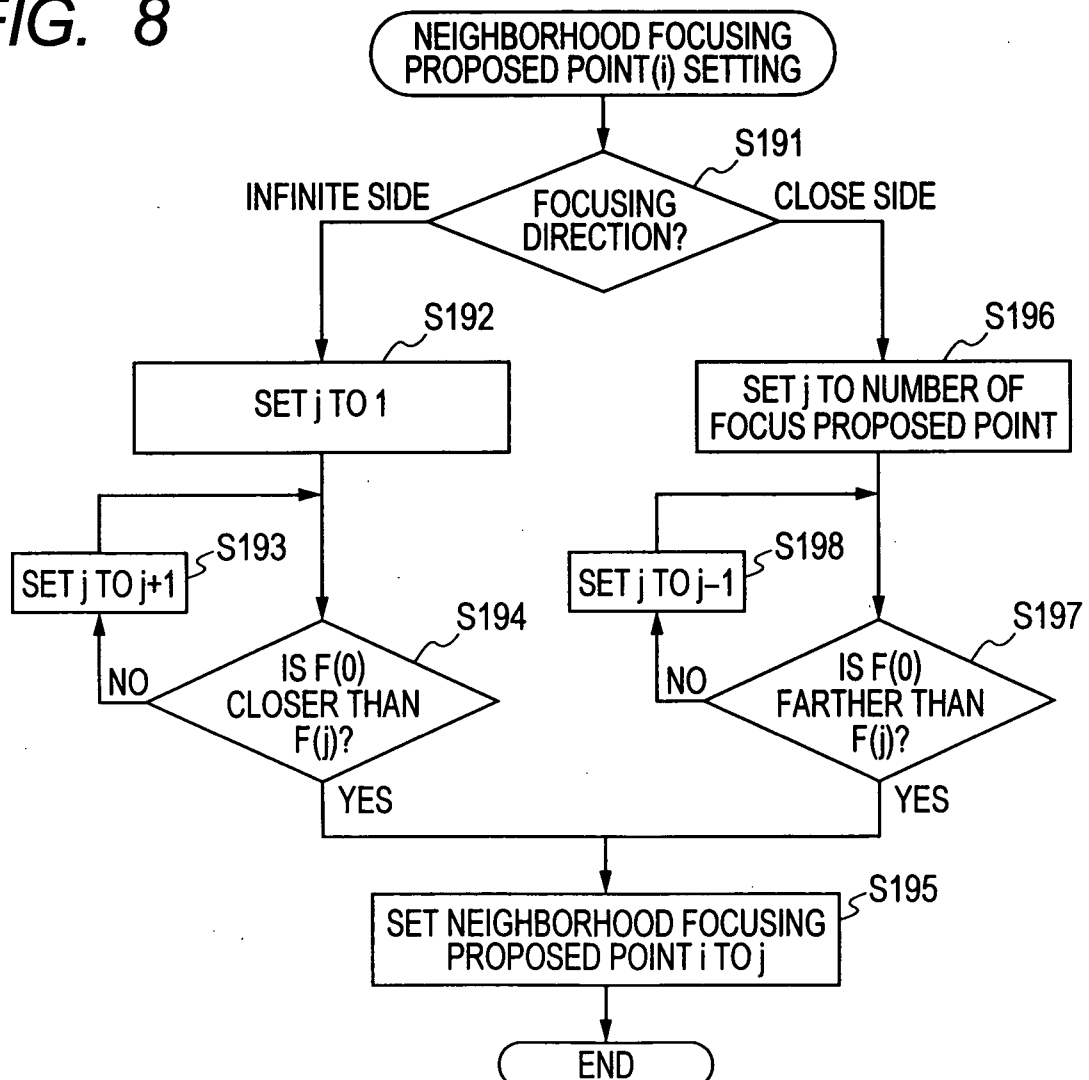 FIG. 8
NEIGHBORHOOD FOCUSING
PROPOSED POINT(i) SETTING
S191
INFINITE SIDE
FOCUSING
DIRECTION?
CLOSE SIDE
S192
SET j TO 1
S196
SET j TO NUMBER OF
FOCUS PROPOSED POINT
S193
SET j TO j+1
S198
SET j TO j–1
S194
IS F(0)
CLOSER THAN
F(j)?
NO
YES
S197
IS F(0)
FARTHER THAN
F(j)?
NO
YES
S195
SET NEIGHBORHOOD FOCUSING
PROPOSED POINT i TO j
END